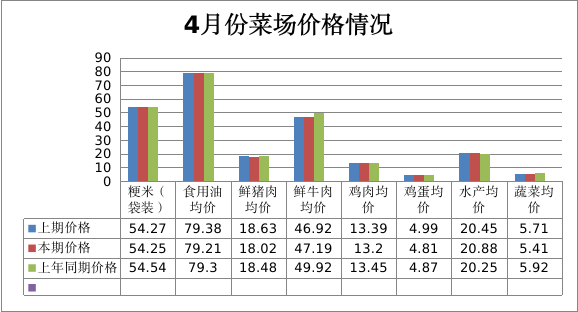 4月份菜场价格情况
90
80
70
60
50
40
30
20
10
0
粳米（袋装） 食用油均价 鲜猪肉均价 鲜牛肉均价 鸡肉均价 鸡蛋均价 水产均价 蔬菜均价
上期价格 54.27 79.38 18.63 46.92 13.39 4.99 20.45 5.71
本期价格 54.25 79.21 18.02 47.19 13.2 4.81 20.88 5.41
上年同期价格 54.54 79.3 18.48 49.92 13.45 4.87 20.25 5.92